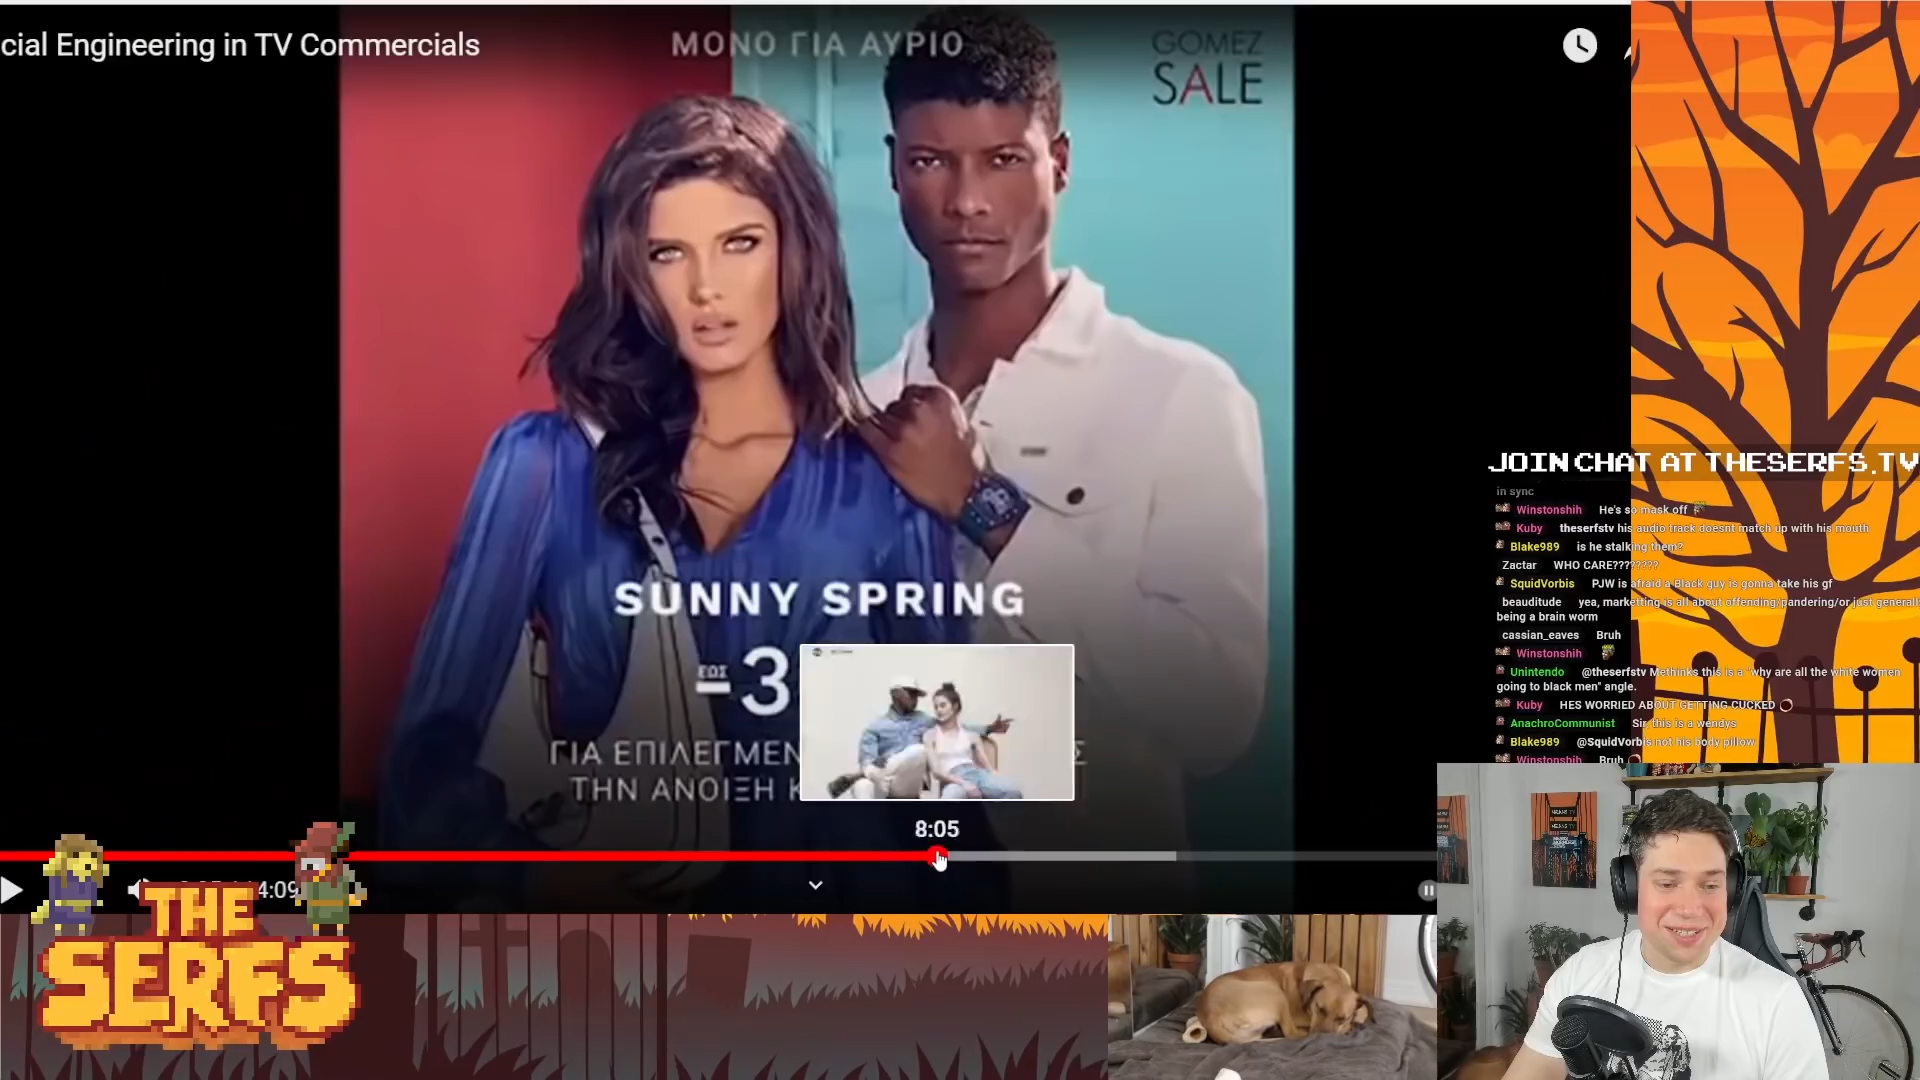 cial Engineering in TV Commercials
ΜΟΝΟ ΓΙΑ ΑΥΡΙΟ
GOMEZ
SALE
SUNNY SPRING
ΕΩΣ
-3
ΓΙΑ ΕΠΙΛΕΓΜΕΝ
ΤΗΝ ΑΝΟΙΞΗ Κ
8:05
4:09
THE
SERFS
JOIN CHAT AT THESERFS.TV
in sync
Winstonshih He's so mask off
Kuby theserfstv his audio track doesnt match up with his mouth
Blake989 is he stalking them?
Zactar WHO CARE????????
SquidVorbis PJW is afraid a Black guy is gonna take his gf
beauditude yea, marketting is all about offending/pandering/or just generall
being a brain worm
cassian_eaves Bruh
Winstonshih
Unintendo @theserfstv Methinks this is a "why are all the white women
going to black men" angle.
Kuby HES WORRIED ABOUT GETTING CUCKED
AnachroCommunist Sir this is a wendys
Blake989 @SquidVorbis not his body pillow
Winstonshih Bruh